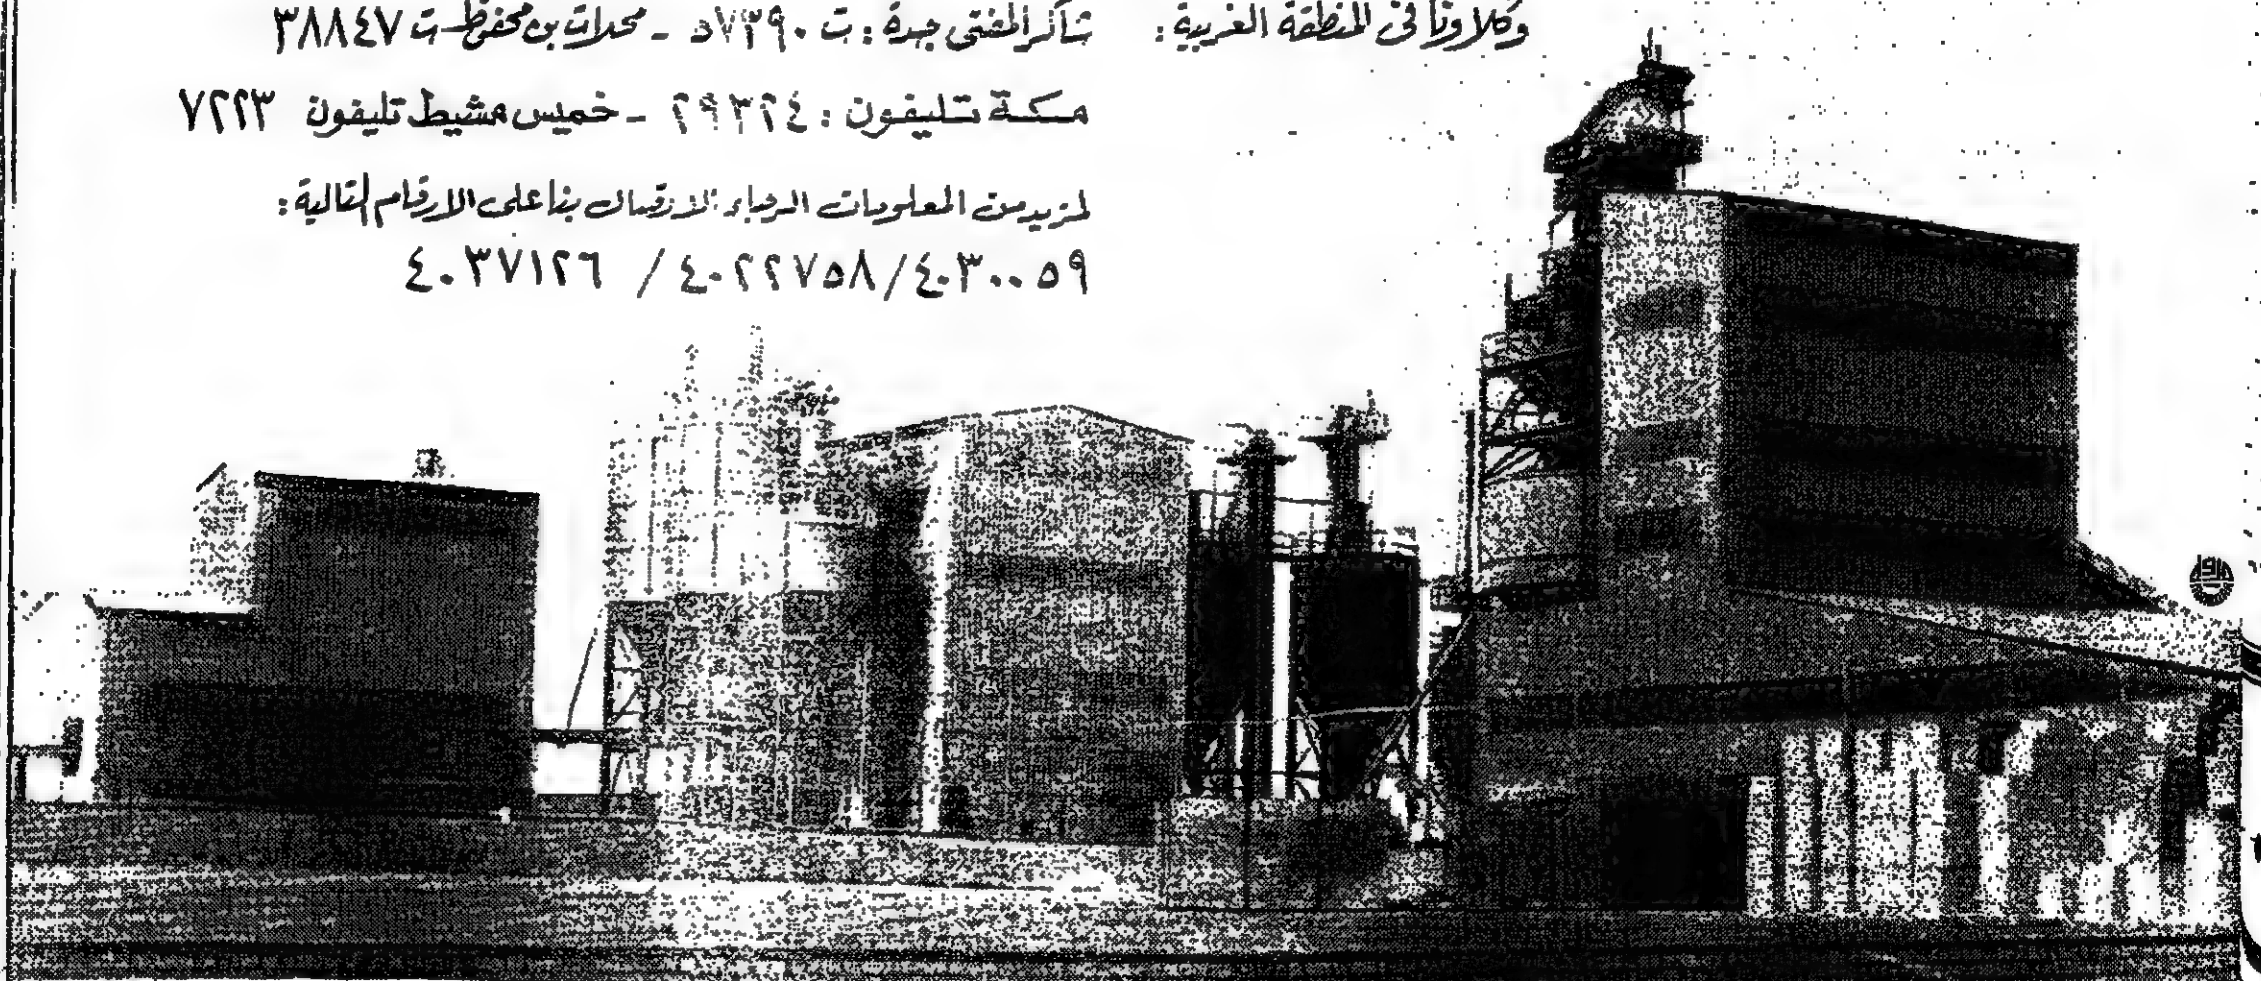 وكلاؤنا في المنطقة الغربية: شاكر المفتي جدة: ت ٥٧٣٩٠ - محلات بن محفوظ ت ٣٨٨٤٧
مكة تليفون: ٢٩٣٢٤ - خميس مشيط تليفون ٧٢٢٣
لمزيد من المعلومات الرجاء الاتصال بنا على الارقام التالية:
٤٠٣٠٠٥٩ / ٤٠٢٢٧٥٨ / ٤٠٣٧١٢٦